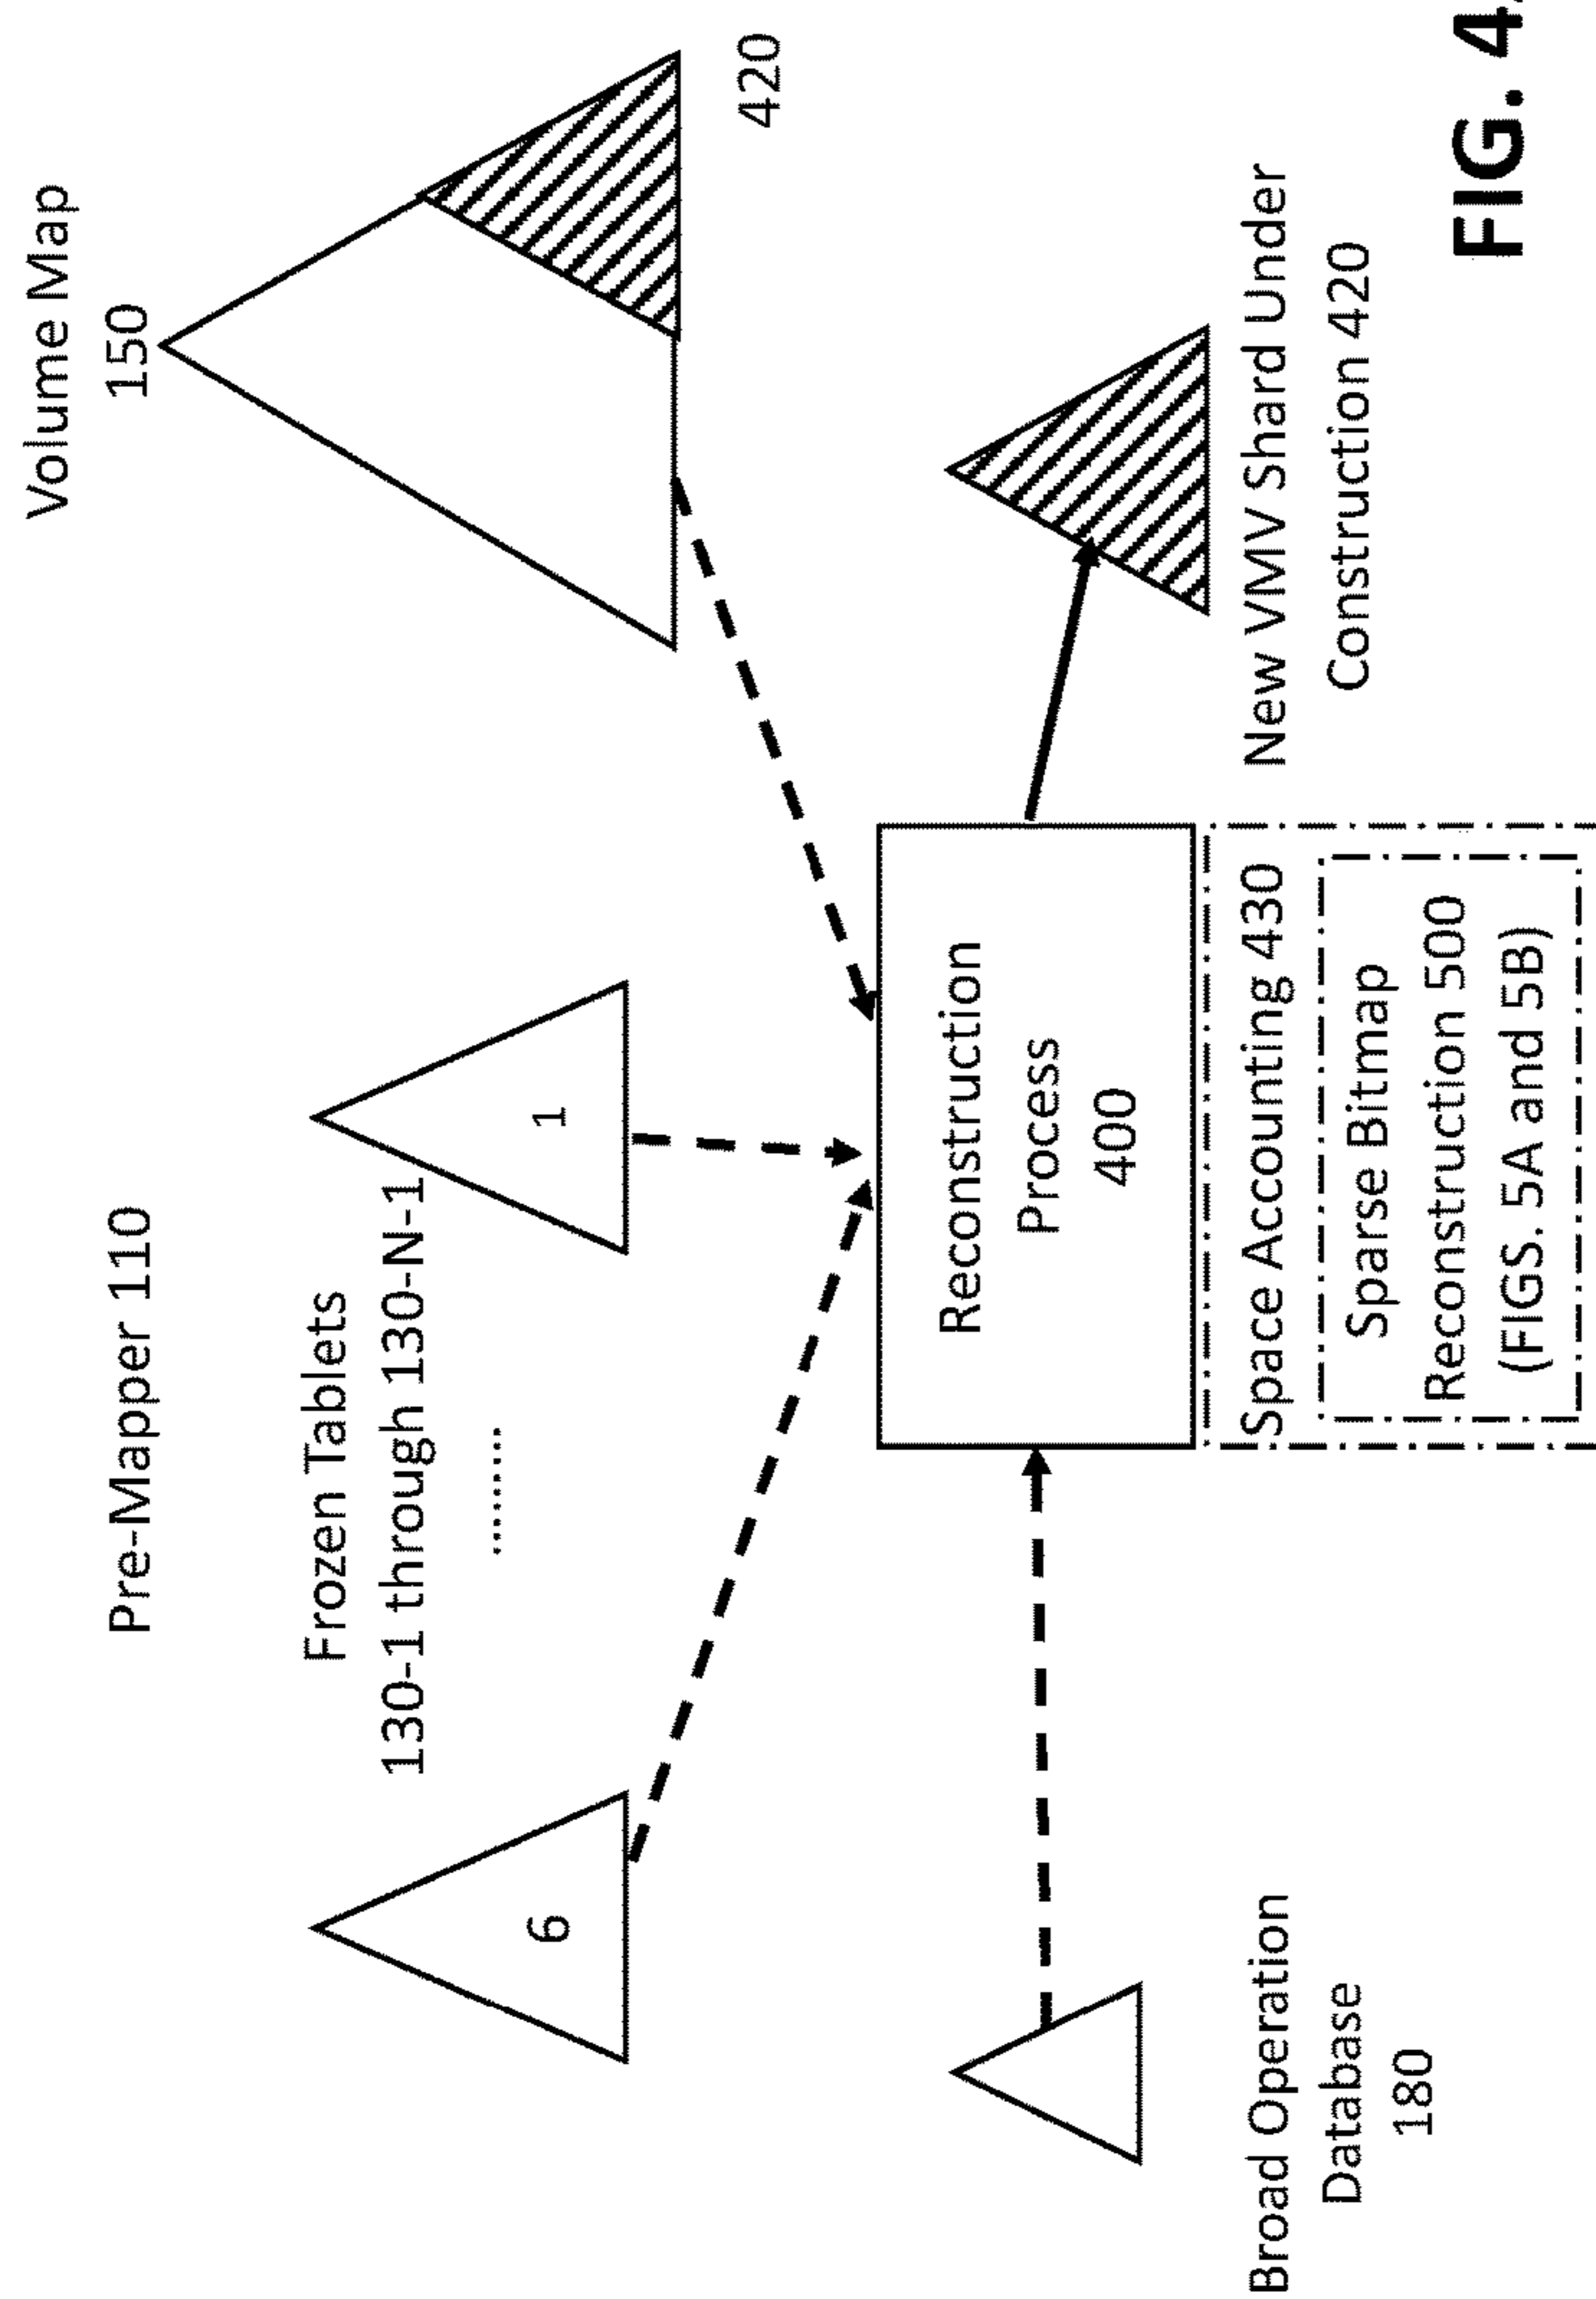 Pre-Mapper 110
Volume Map
150
Frozen Tablets
130-1 through 130-N-1
.........
6
1
420
Reconstruction
Process
400
Broad Operation
Database
180
Space Accounting 430
Sparse Bitmap
Reconstruction 500
(FIGS. 5A and 5B)
New VMV Shard Under
Construction 420
FIG. 4